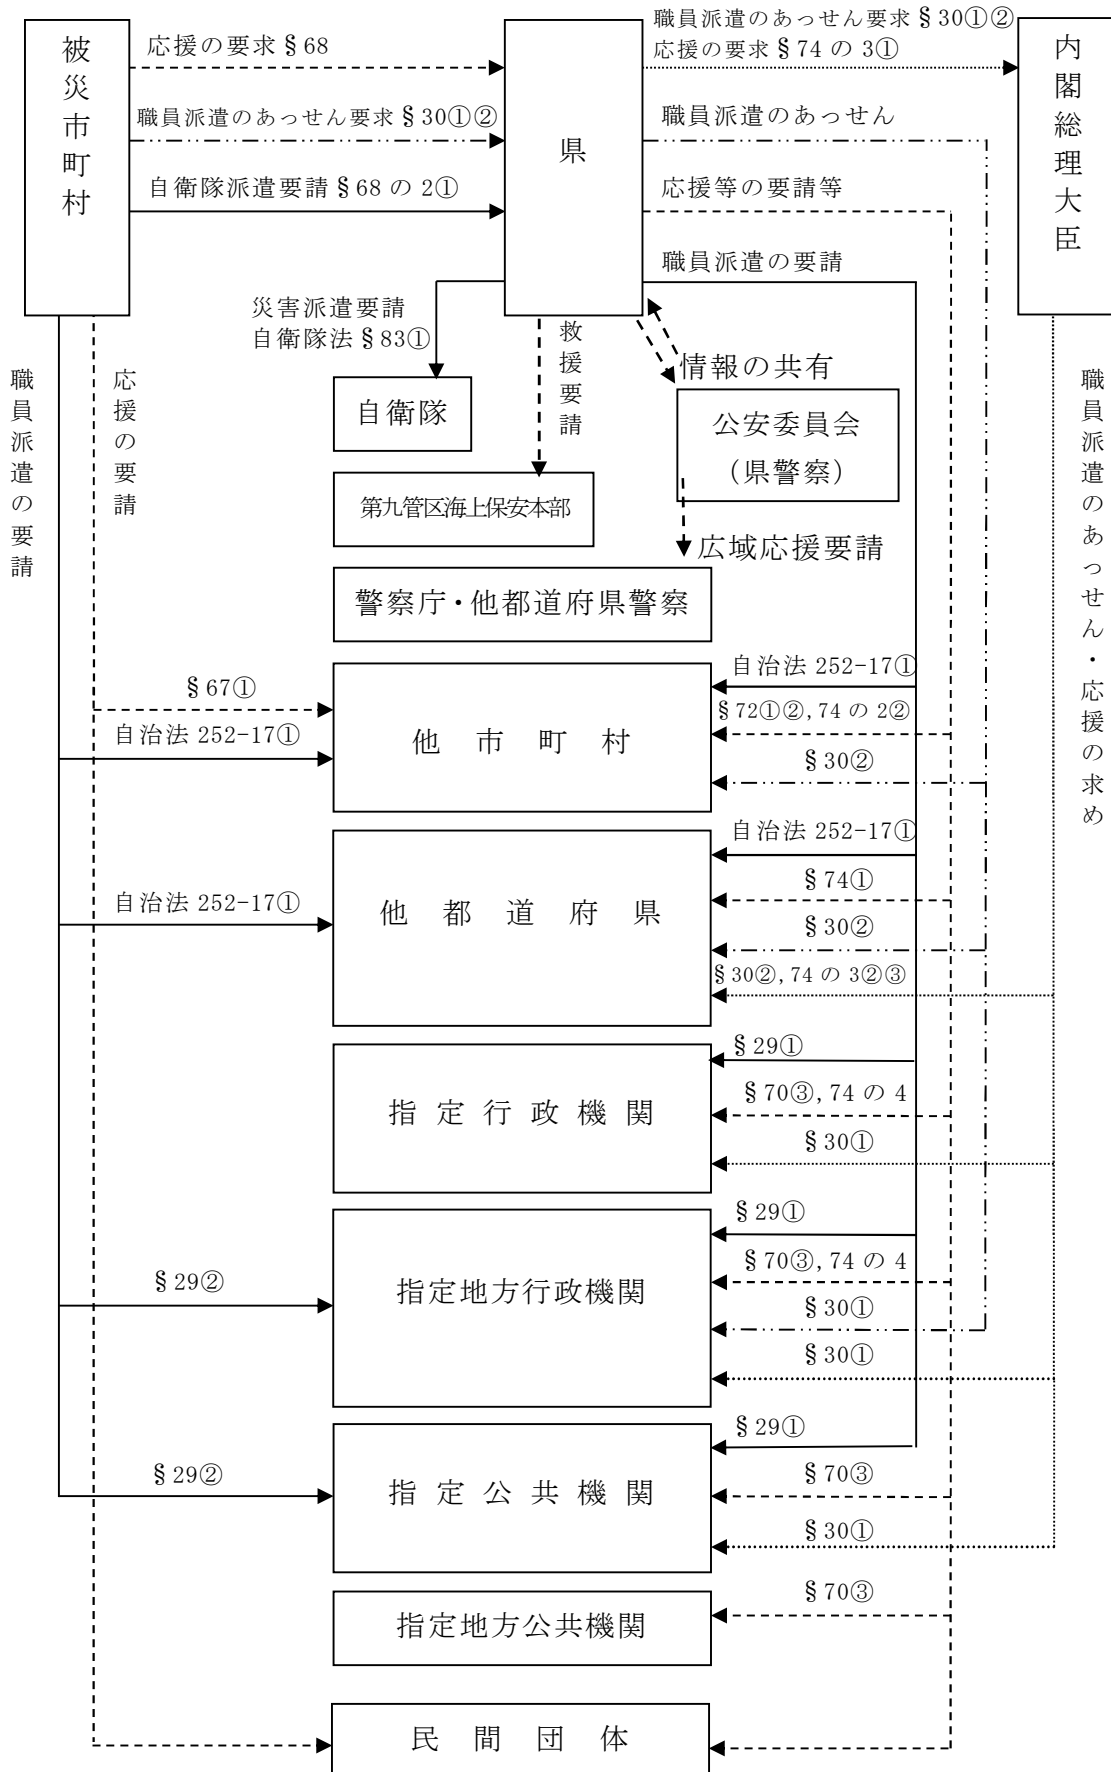 被災市町村
応援の要求§68
職員派遣のあっせん要求§30①②
自衛隊派遣要請§68の2①
県
職員派遣のあっせん要求§30①②
応援の要求§74の3①
職員派遣のあっせん
応援等の要請等
職員派遣の要請
内閣総理大臣
災害派遣要請
自衛隊法§83①
救援要請
情報の共有
職員派遣の要請
応援の要請
職員派遣のあっせん・応援の求め
自衛隊
公安委員会
(県警察)
第九管区海上保安本部
広域応援要請
警察庁・他都道府県警察
§67①
自治法252-17①
他市町村
自治法252-17①
§72①②,74の2②
§30②
自治法252-17①
他都道府県
自治法252-17①
§74①
§30②
§30②,74の3②③
指定行政機関
§29①
§70③,74の4
§30①
§29②
指定地方行政機関
§29①
§70③,74の4
§30①
§30①
§29②
指定公共機関
§29①
§70③
§30①
指定地方公共機関
§70③
民間団体